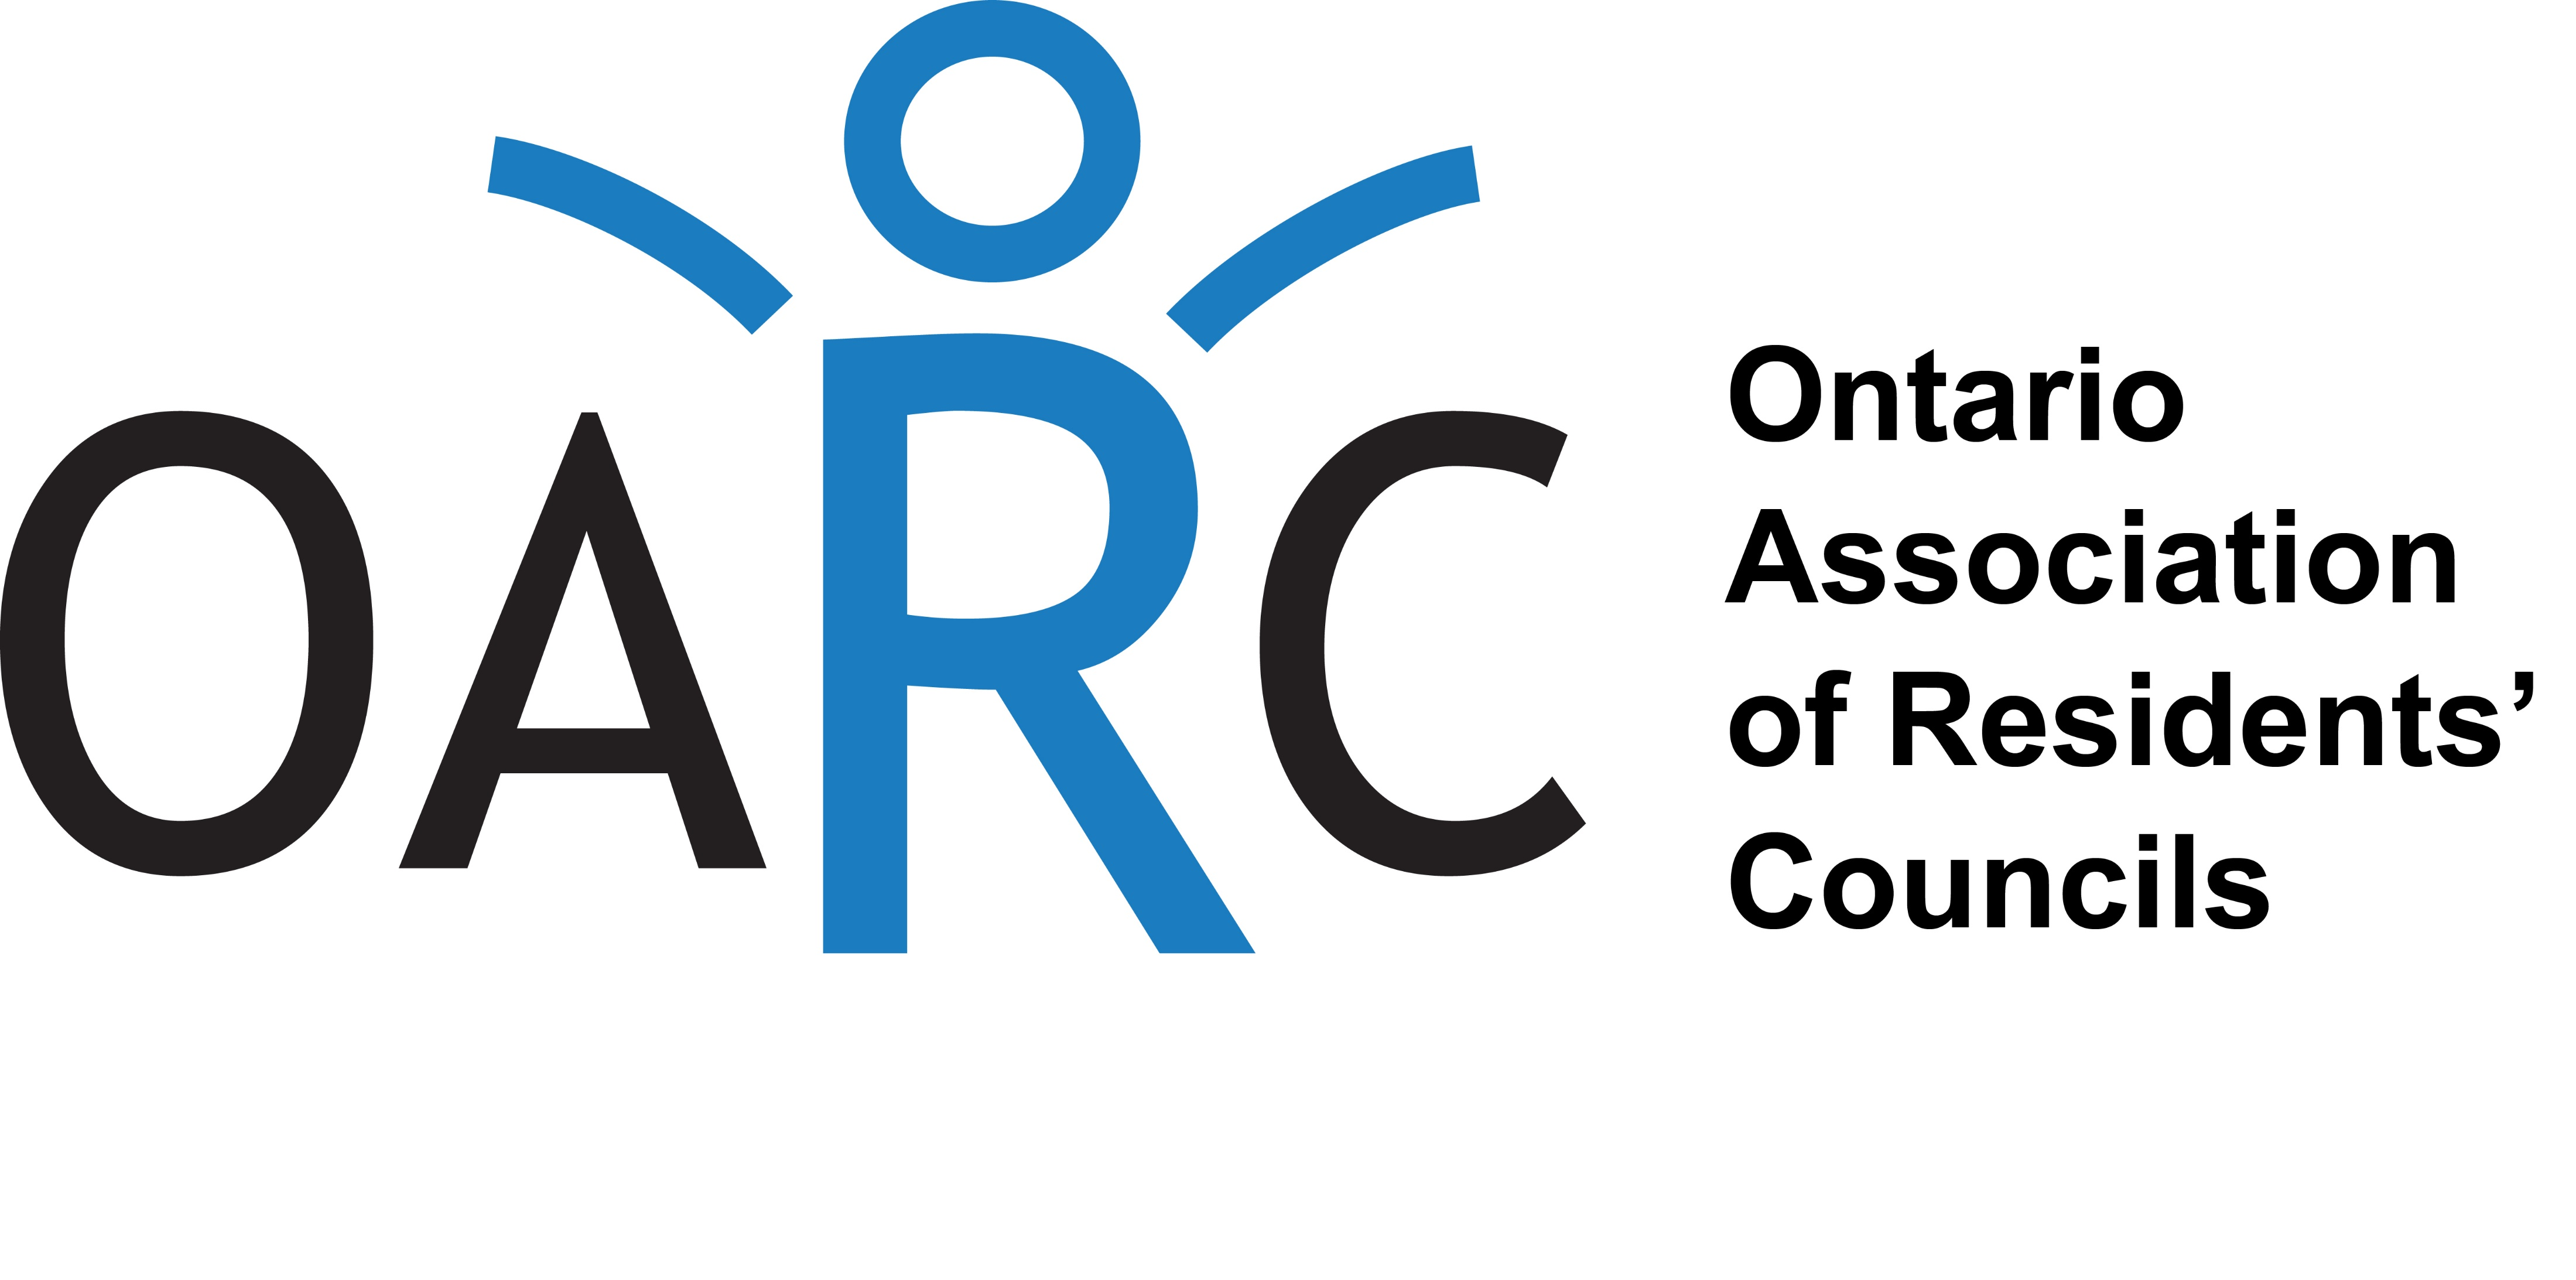 OARC
Ontario
Association
of Residents’
Councils